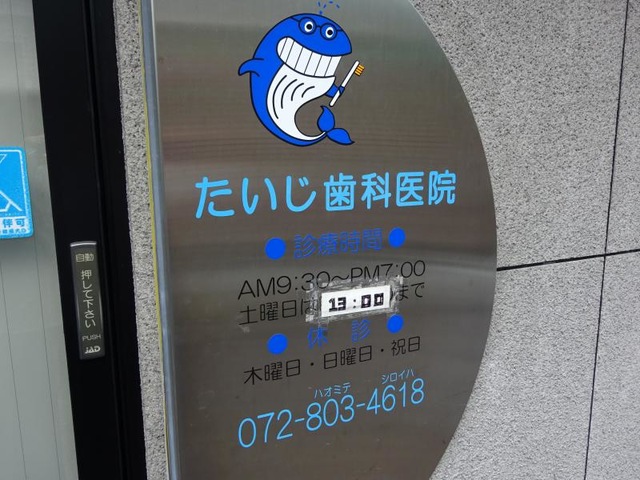 たいじ歯科医院
●診療時間●
AM9:30〜PM7:00
土曜日は13:00まで
●休診●
木曜日・日曜日・祝日
ハオミテ シロイハ
072-803-4618
自動
押して下さい
PUSH
JAD